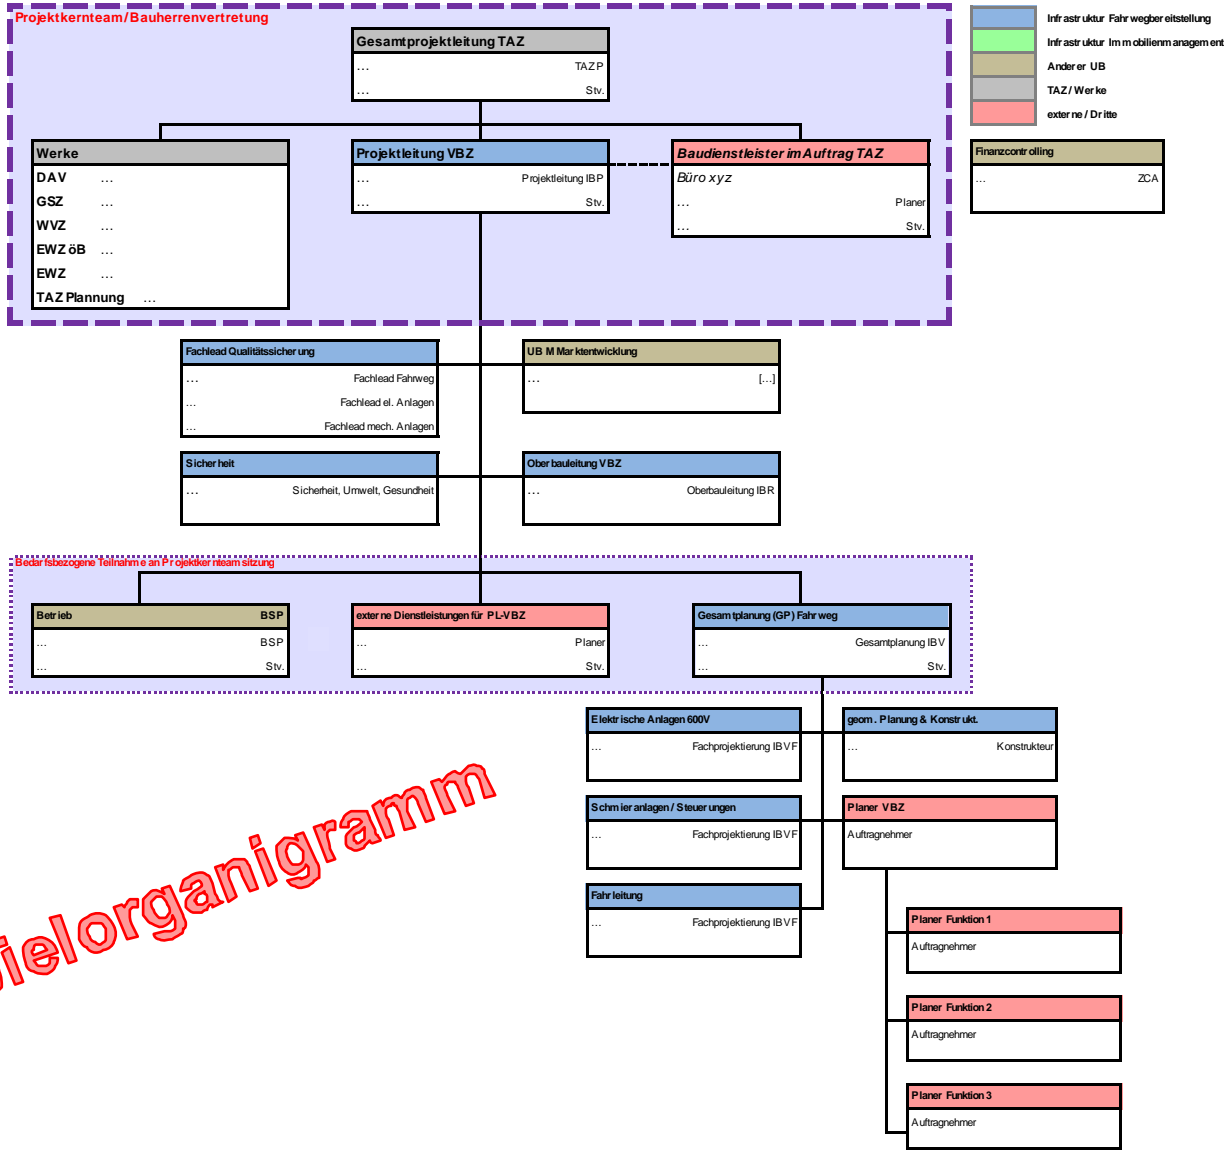 Projektkernteam/Bauherrenvertretung
Gesamtprojektleitung TAZ
... TAZP
... Stv.
Infrastruktur Fahrwegbereitstellung
Infrastruktur Immobilienmanagement
Anderer UB
TAZ/Werke
externe/Dritte
Werke
DAV ...
GSZ ...
WVZ ...
EWZ öB ...
EWZ ...
TAZ Plannung ...
Projektleitung VBZ
... Projektleitung IBP
... Stv.
Baudienstleister im Auftrag TAZ
Büro xyz
... Planer
... Stv.
Finanzcontrolling
... ZCA
Fachlead Qualitätssicherung
... Fachlead Fahrweg
... Fachlead el. Anlagen
... Fachlead mech. Anlagen
UB M Marktentwicklung
... [...]
Sicherheit
... Sicherheit, Umwelt, Gesundheit
Oberbauleitung VBZ
... Oberbauleitung IBR
Bedarfsbezogene Teilnahme an Projektkernteamsitzung
Betrieb BSP
... BSP
... Stv.
externe Dienstleistungen für PL-VBZ
... Planer
... Stv.
Gesamtplanung (GP) Fahrweg
... Gesamtplanung IBV
... Stv.
Elektrische Anlagen 600V
... Fachprojektierung IBVF
geom. Planung & Konstrukt.
... Konstrukteur
Schmieranlagen/Steuerungen
... Fachprojektierung IBVF
Planer VBZ
Auftragnehmer
Fahrleitung
... Fachprojektierung IBVF
Planer Funktion 1
Auftragnehmer
Planer Funktion 2
Auftragnehmer
Planer Funktion 3
Auftragnehmer
ielorganigramm